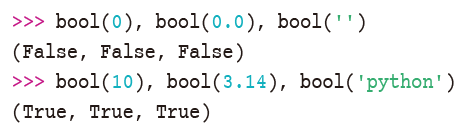 >>> bool(0), bool(0.0), bool('')
(False, False, False)
>>> bool(10), bool(3.14), bool('python')
(True, True, True)